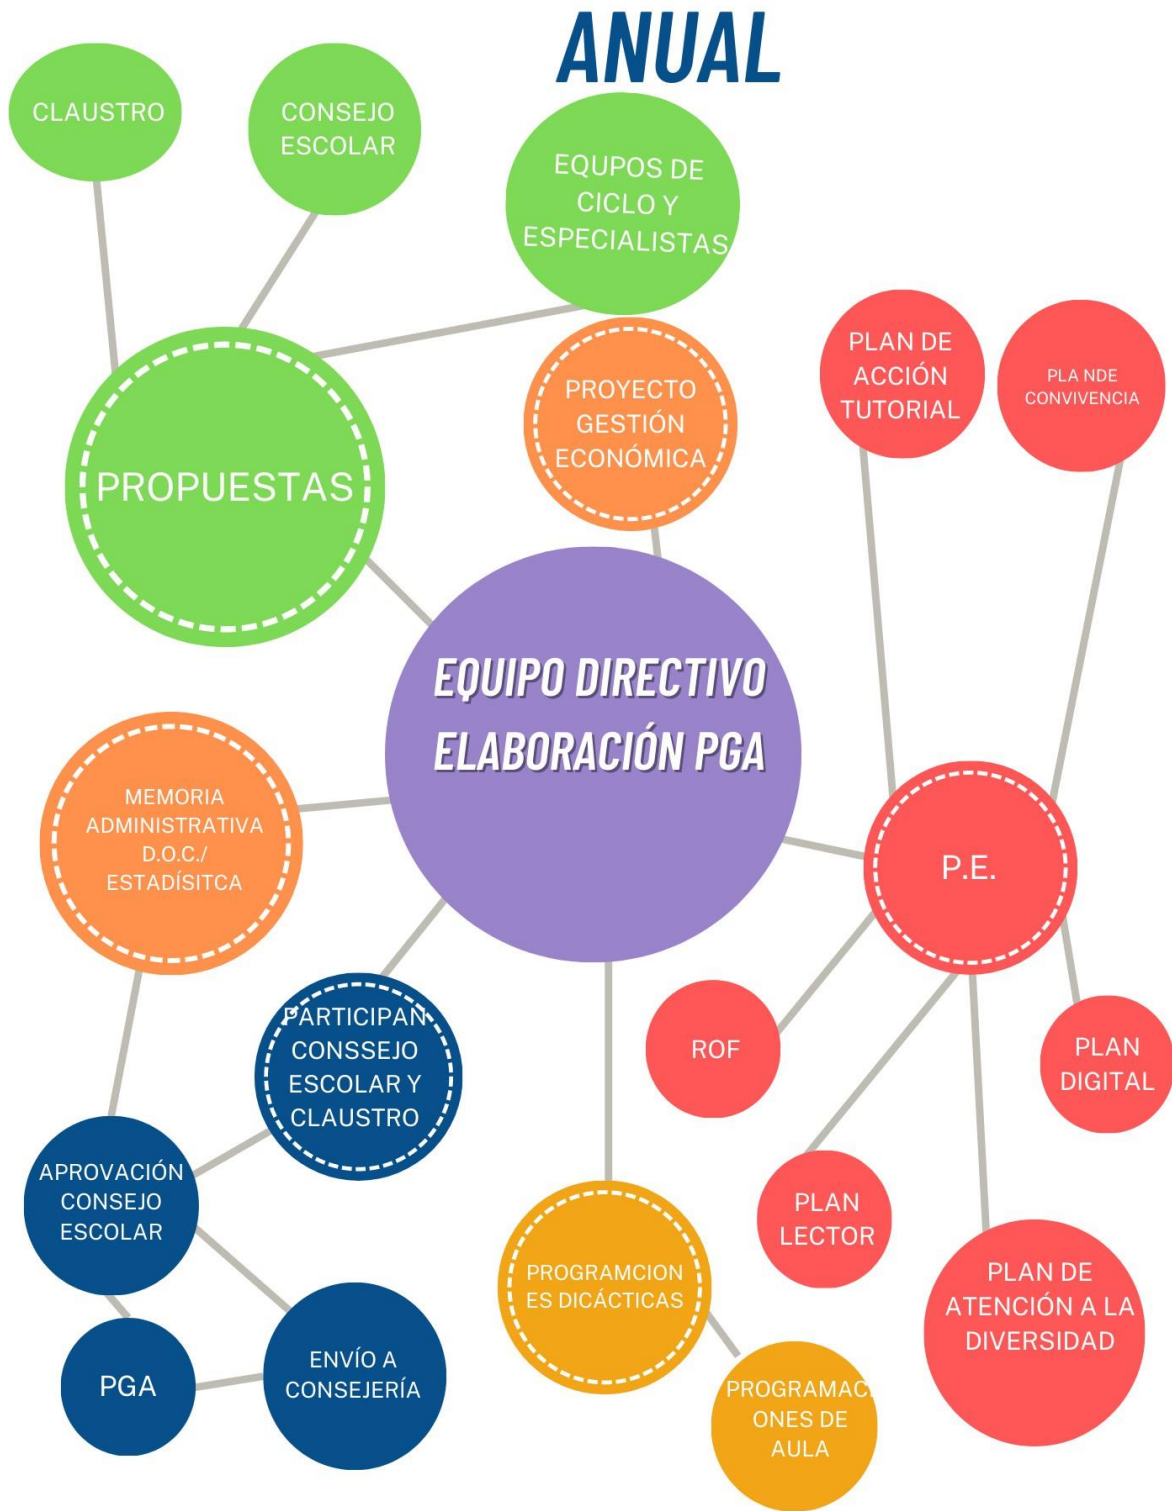 ANUAL
CLAUSTRO
CONSEJO
ESCOLAR
EQUPOS DE
CICLO Y
ESPECIALISTAS
PROPUESTAS
PROYECTO
GESTIÓN
ECONÓMICA
PLAN DE
ACCIÓN
TUTORIAL
PLA NDE
CONVIVENCIA
EQUIPO DIRECTIVO
ELABORACIÓN PGA
MEMORIA
ADMINISTRATIVA
D.O.C./
ESTADÍSITCA
P.E.
PARTICIPAN
CONSSEJO
ESCOLAR Y
CLAUSTRO
ROF
PLAN
DIGITAL
APROVACIÓN
CONSEJO
ESCOLAR
PLAN
LECTOR
PROGRAMCION
ES DICÁCTICAS
PLAN DE
ATENCIÓN A LA
DIVERSIDAD
PGA
ENVÍO A
CONSEJERÍA
PROGRAMACI
ONES DE
AULA